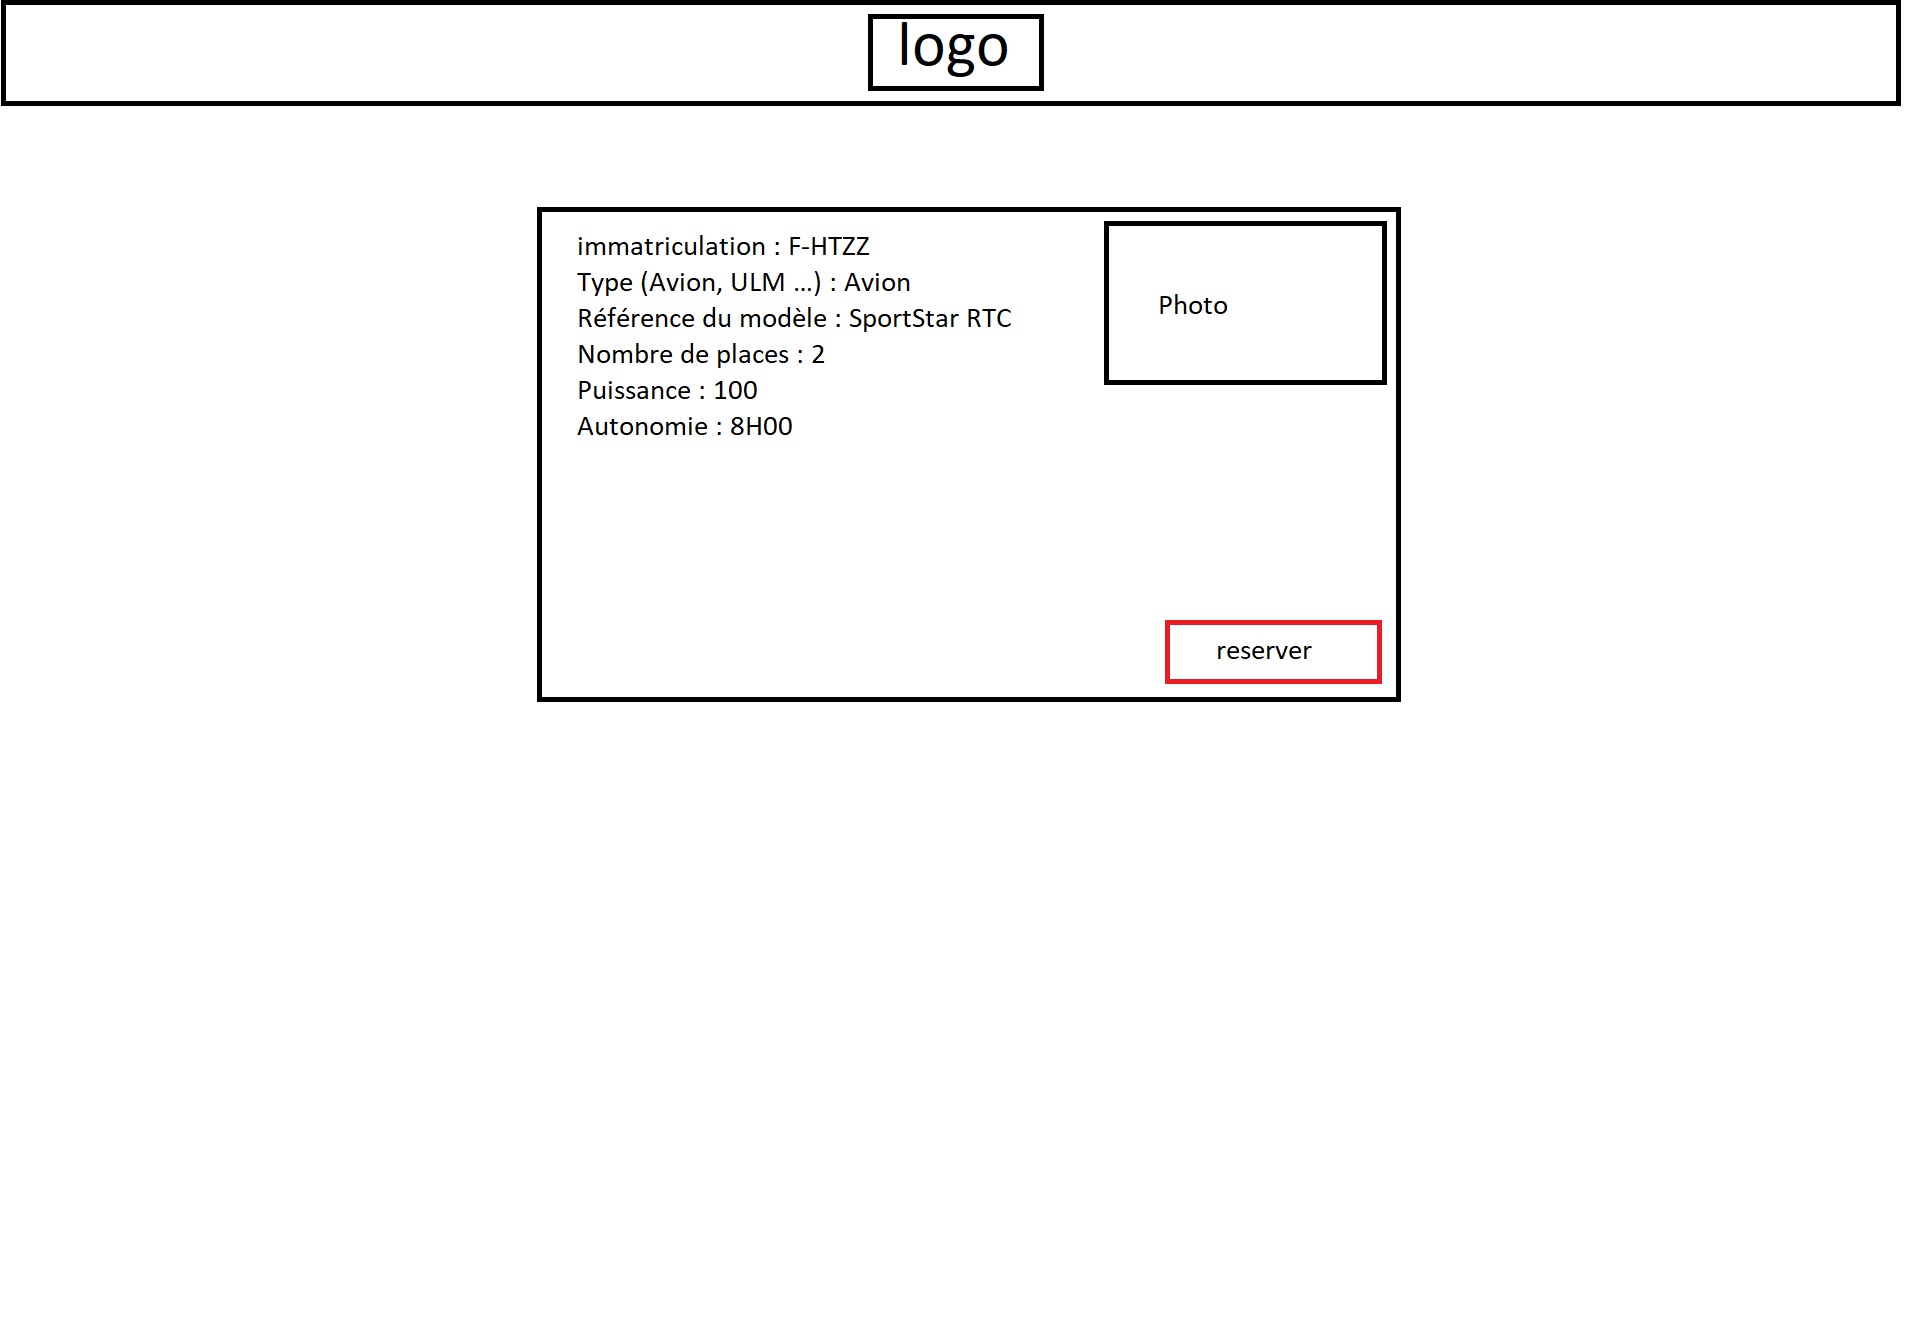 logo
immatriculation : F-HTZZ
Type (Avion, ULM ...) : Avion
Référence du modèle : SportStar RTC
Nombre de places : 2
Puissance : 100
Autonomie : 8H00
Photo
reserver